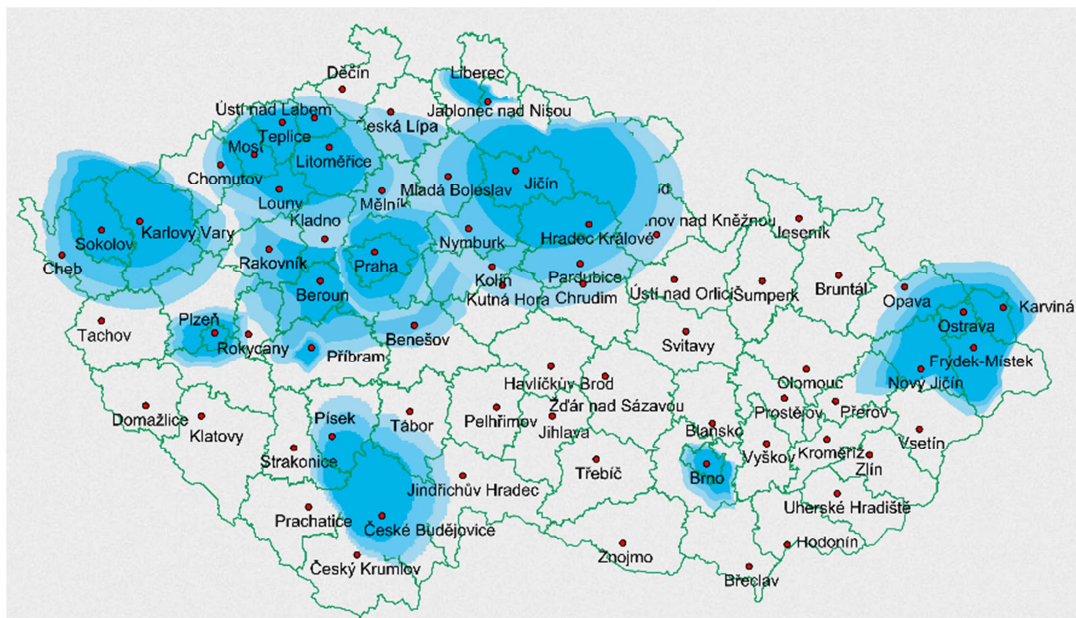 Děčín
Liberec
Ústí nad Labem
Jablonec nad Nisou
Teplice
Česká Lípa
Most
Litoměřice
Chomutov
Jičín
Mladá Boleslav
Louny
Mělník
Kladno
Karlovy Vary
Sokolov
Nymburk
Hradec Králové
nov nad Kněžnou
Jeseník
Cheb
Rakovník
Praha
Kolín
Pardubice
Beroun
Kutná Hora
Chrudim
Ústí nad Orlicí
Šumperk
Bruntál
Opava
Karviná
Ostrava
Plzeň
Tachov
Rokycany
Příbram
Benešov
Svitavy
Frýdek-Místek
Nový Jičín
Olomouc
Havlíčkův Brod
Žďár nad Sázavou
Prostějov
Přerov
Domažlice
Klatovy
Písek
Tábor
Pelhřimov
Jihlava
Blansko
Vsetín
Strakonice
Vyškov
Kroměříž
Zlín
Třebíč
Brno
Jindřichův Hradec
Prachatice
České Budějovice
Uherské Hradiště
Hodonín
Znojmo
Český Krumlov
Břeclav